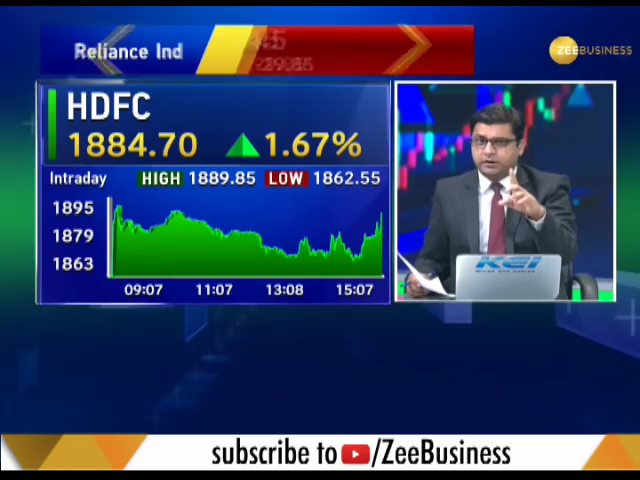 Reliance Ind
ZEEBUSINESS
HDFC
1884.70 1.67%
Intraday HIGH 1889.85 LOW 1862.55
1895
1879
1863
09:07 11:07 13:08 15:07
KEI
subscribe to /ZeeBusiness